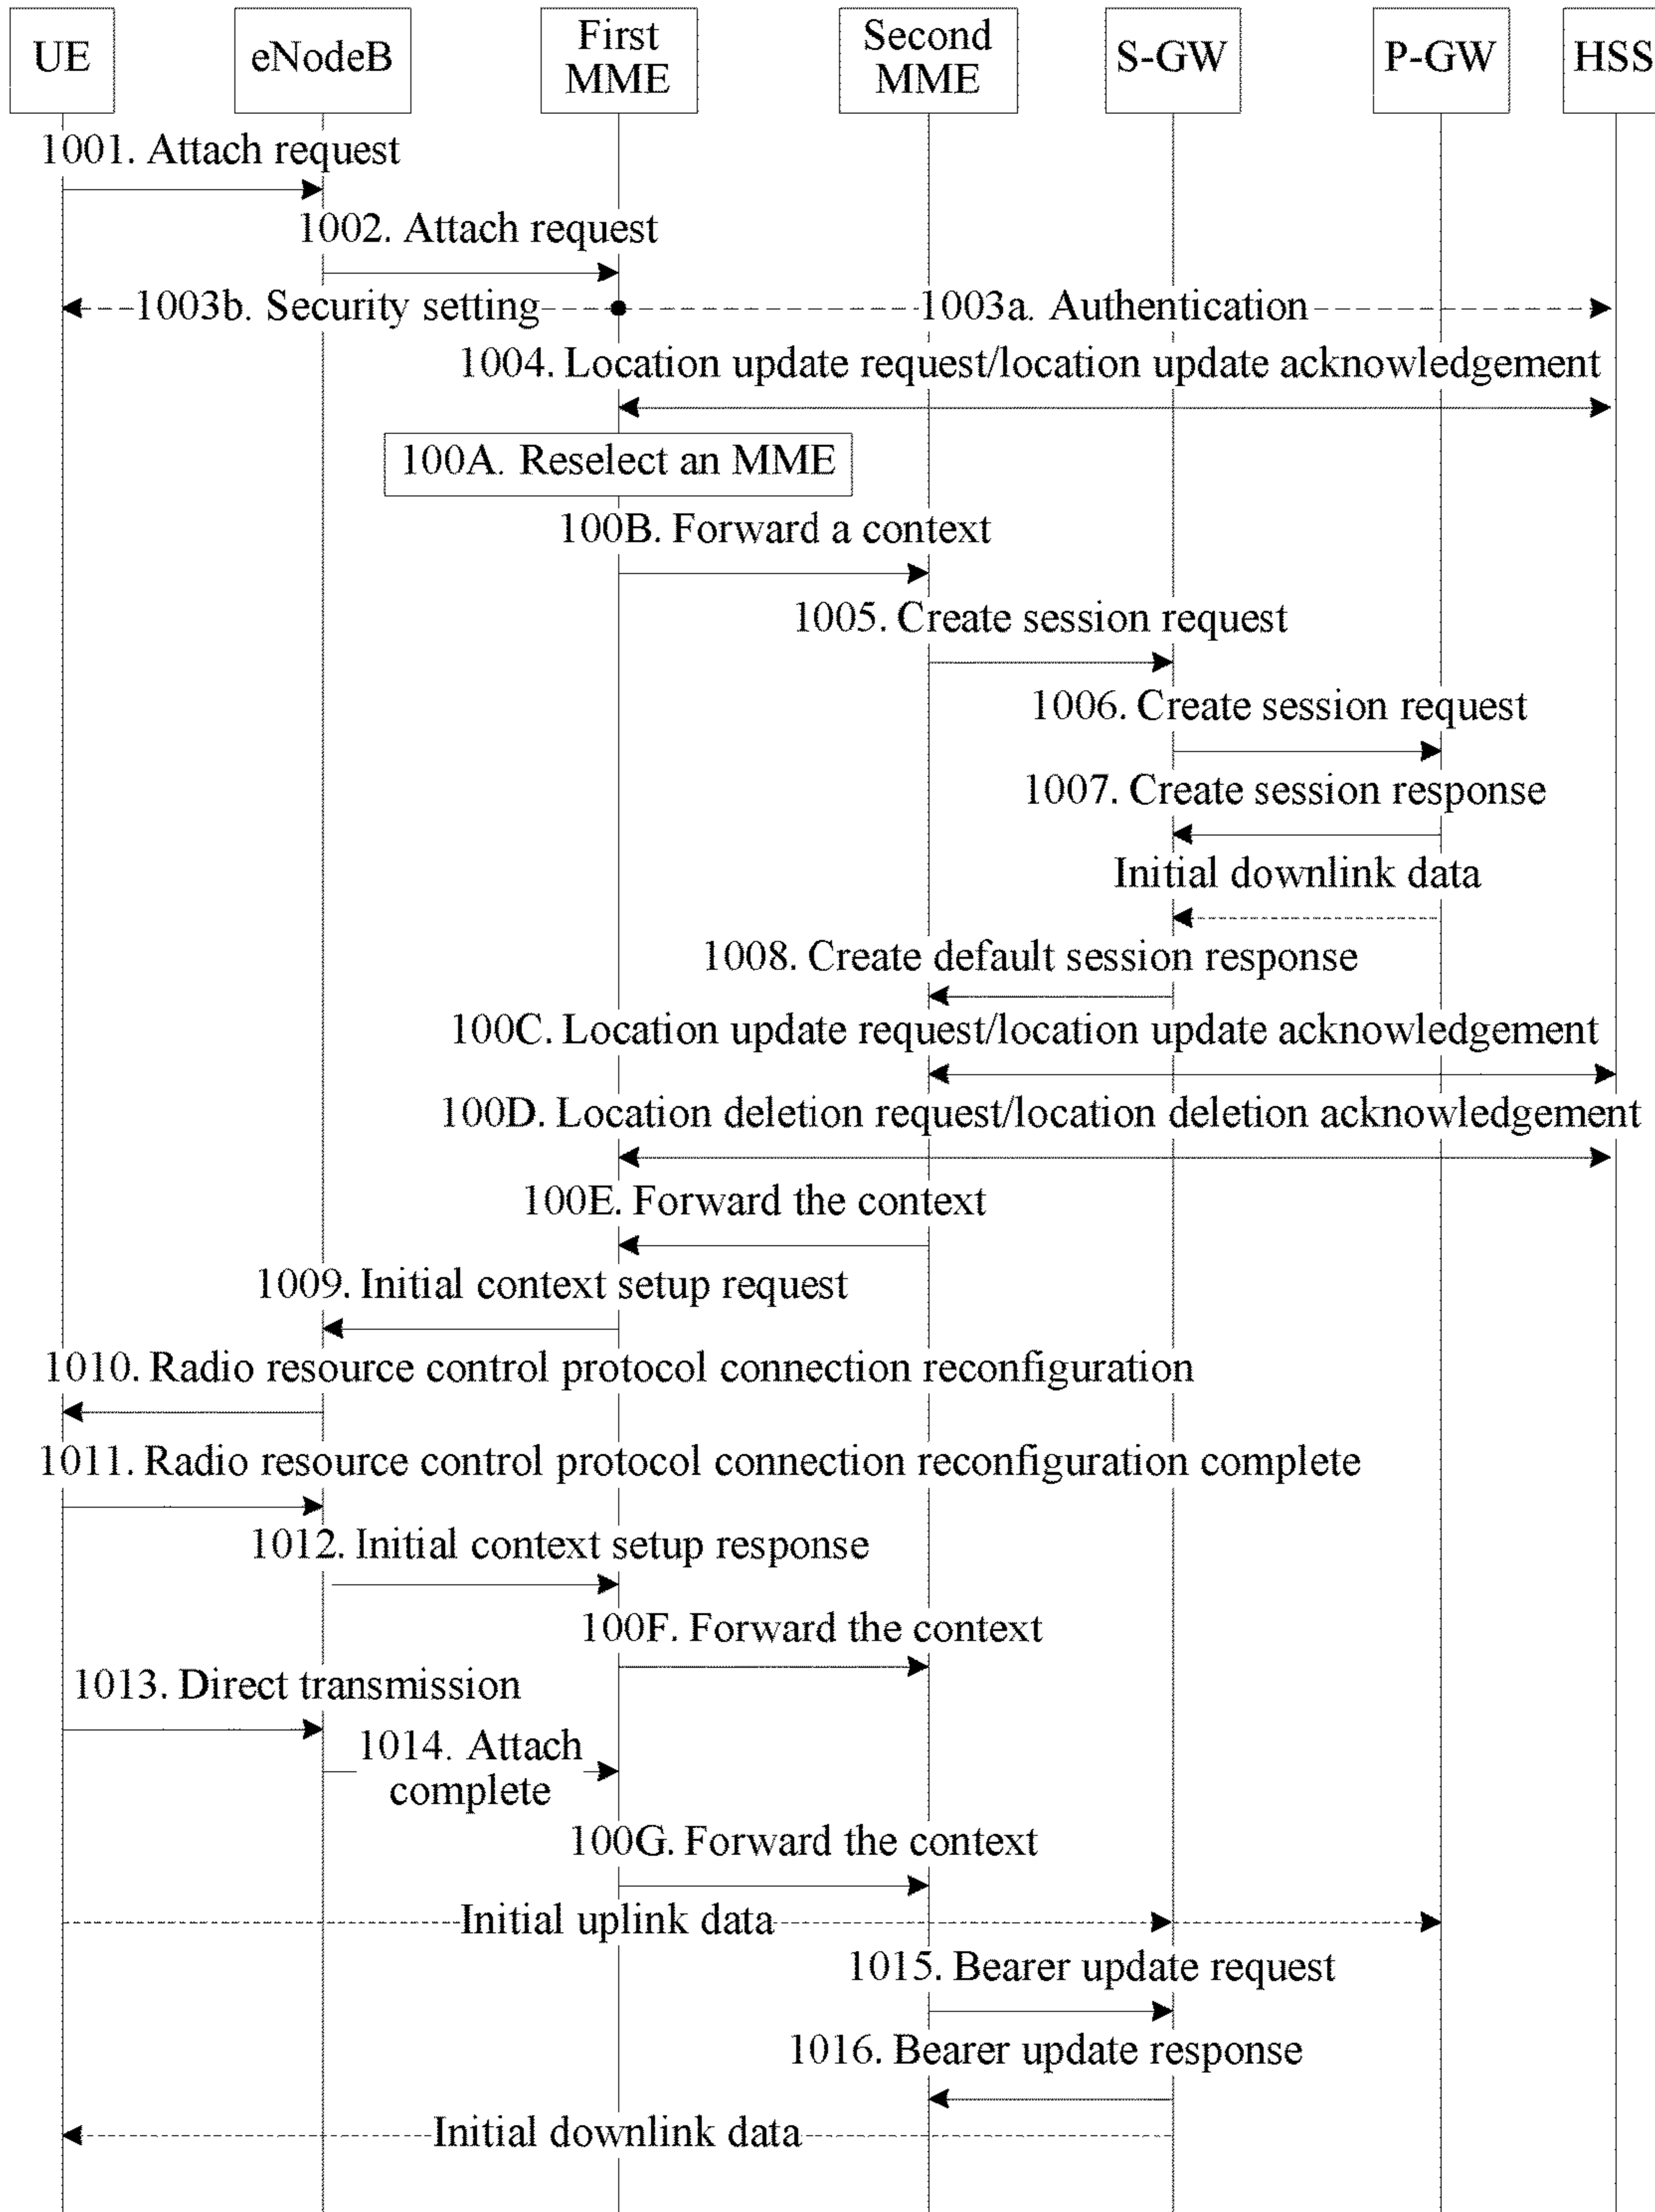 UE
eNodeB
First
MME
Second
MME
S-GW
P-GW
HSS
1001. Attach request
1002. Attach request
1003b. Security setting
1003a. Authentication
1004. Location update request/location update acknowledgement
100A. Reselect an MME
100B. Forward a context
1005. Create session request
1006. Create session request
1007. Create session response
Initial downlink data
1008. Create default session response
100C. Location update request/location update acknowledgement
100D. Location deletion request/location deletion acknowledgement
100E. Forward the context
1009. Initial context setup request
1010. Radio resource control protocol connection reconfiguration
1011. Radio resource control protocol connection reconfiguration complete
1012. Initial context setup response
100F. Forward the context
1013. Direct transmission
1014. Attach
complete
100G. Forward the context
Initial uplink data
1015. Bearer update request
1016. Bearer update response
Initial downlink data